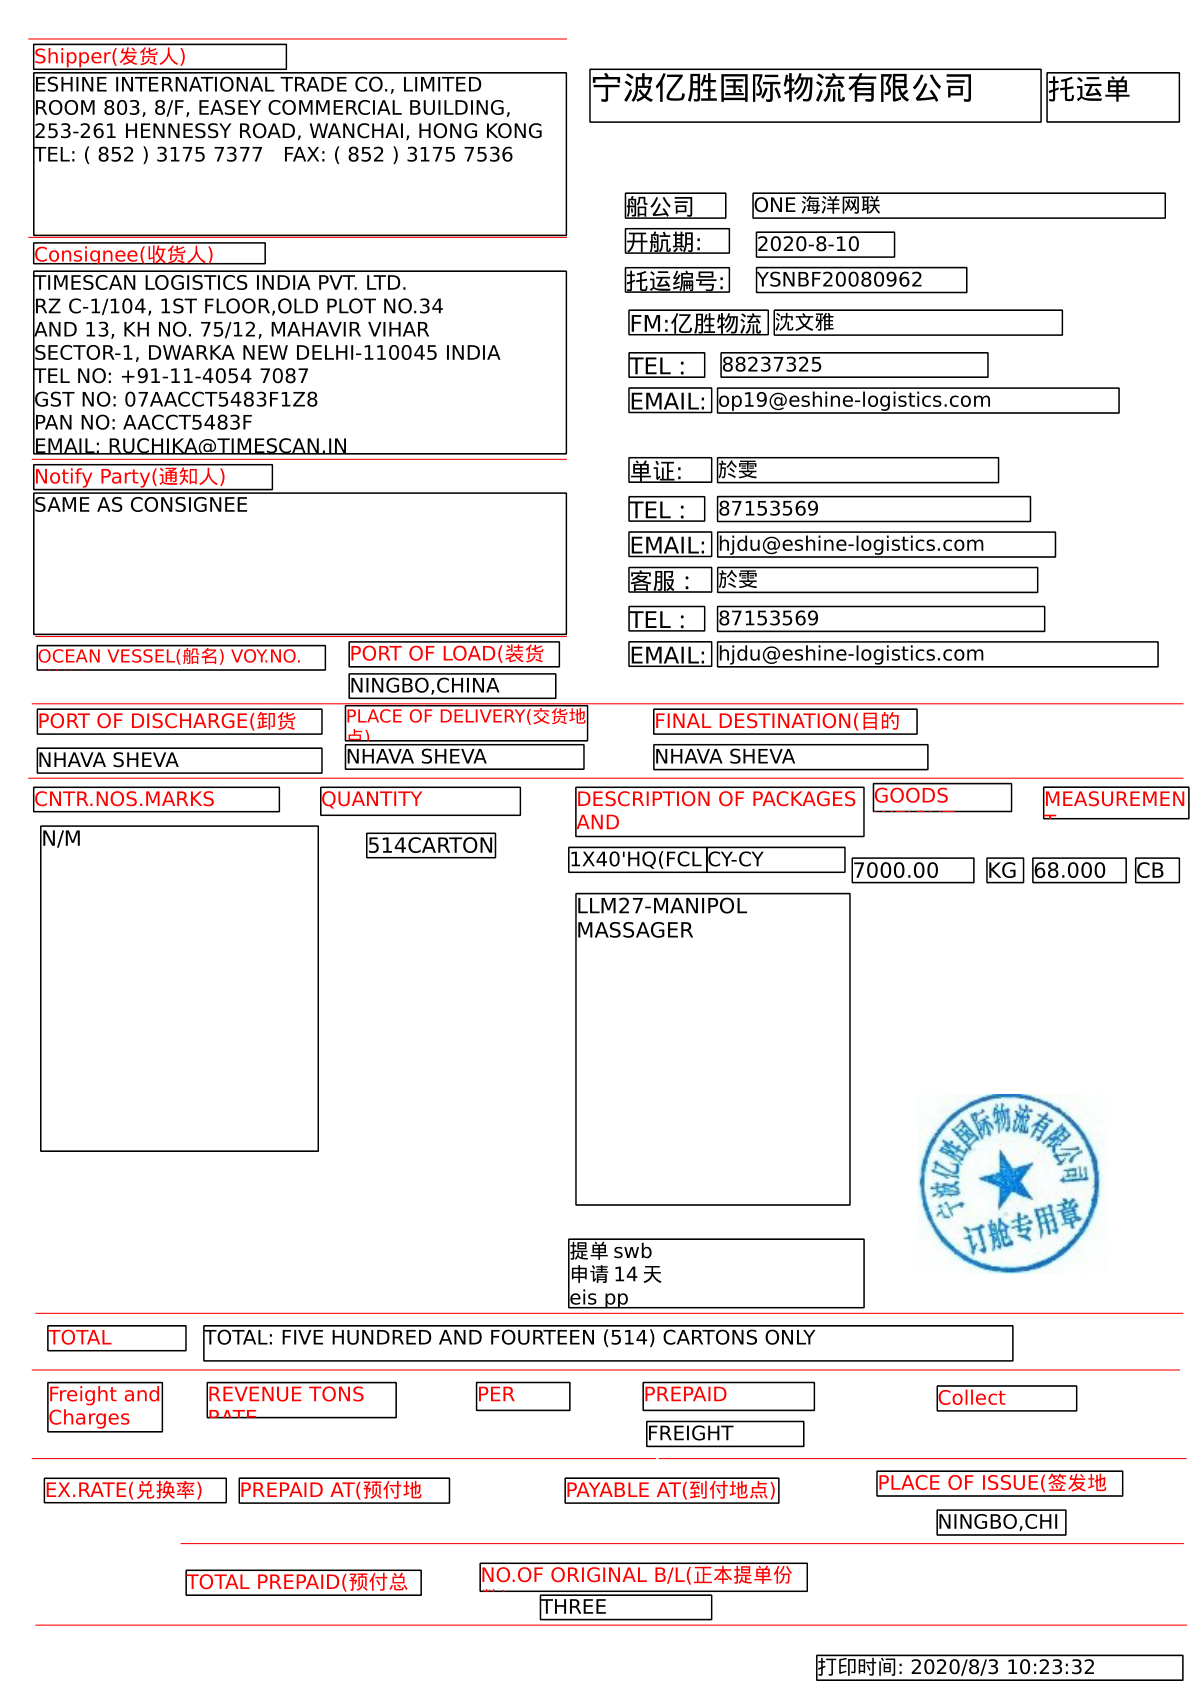 Shipper(发货人)
ESHINE INTERNATIONAL TRADE CO., LIMITED
ROOM 803, 8/F, EASEY COMMERCIAL BUILDING,
253-261 HENNESSY ROAD, WANCHAI, HONG KONG
TEL: ( 852 ) 3175 7377 FAX: ( 852 ) 3175 7536
宁波亿胜国际物流有限公司 托运单
船公司 ONE 海洋网联
开航期: 2020-8-10
托运编号: YSNBF20080962
FM:亿胜物流 沈文雅
TEL： 88237325
EMAIL: op19@eshine-logistics.com
单证: 於雯
TEL： 87153569
EMAIL: hjdu@eshine-logistics.com
客服： 於雯
TEL： 87153569
EMAIL: hjdu@eshine-logistics.com
Consignee(收货人)
TIMESCAN LOGISTICS INDIA PVT. LTD.
RZ C-1/104, 1ST FLOOR,OLD PLOT NO.34
AND 13, KH NO. 75/12, MAHAVIR VIHAR
SECTOR-1, DWARKA NEW DELHI-110045 INDIA
TEL NO: +91-11-4054 7087
GST NO: 07AACCT5483F1Z8
PAN NO: AACCT5483F
EMAIL: RUCHIKA@TIMESCAN.IN
Notify Party(通知人)
SAME AS CONSIGNEE
OCEAN VESSEL(船名) VOY.NO. PORT OF LOAD(装货
NINGBO,CHINA
PORT OF DISCHARGE(卸货 PLACE OF DELIVERY(交货地
点) FINAL DESTINATION(目的
NHAVA SHEVA NHAVA SHEVA NHAVA SHEVA
CNTR.NOS.MARKS QUANTITY DESCRIPTION OF PACKAGES
AND GOODS MEASUREMEN
N/M 514CARTON 1X40'HQ(FCL CY-CY 7000.00 KG 68.000 CB
LLM27-MANIPOL
MASSAGER
宁波亿胜国际物流有限公司
订舱专用章
提单 swb
申请 14 天
eis pp
TOTAL TOTAL: FIVE HUNDRED AND FOURTEEN (514) CARTONS ONLY
Freight and
Charges REVENUE TONS
RATE PER PREPAID Collect
FREIGHT
EX.RATE(兑换率) PREPAID AT(预付地 PAYABLE AT(到付地点) PLACE OF ISSUE(签发地
NINGBO,CHI
TOTAL PREPAID(预付总 NO.OF ORIGINAL B/L(正本提单份
THREE
打印时间: 2020/8/3 10:23:32